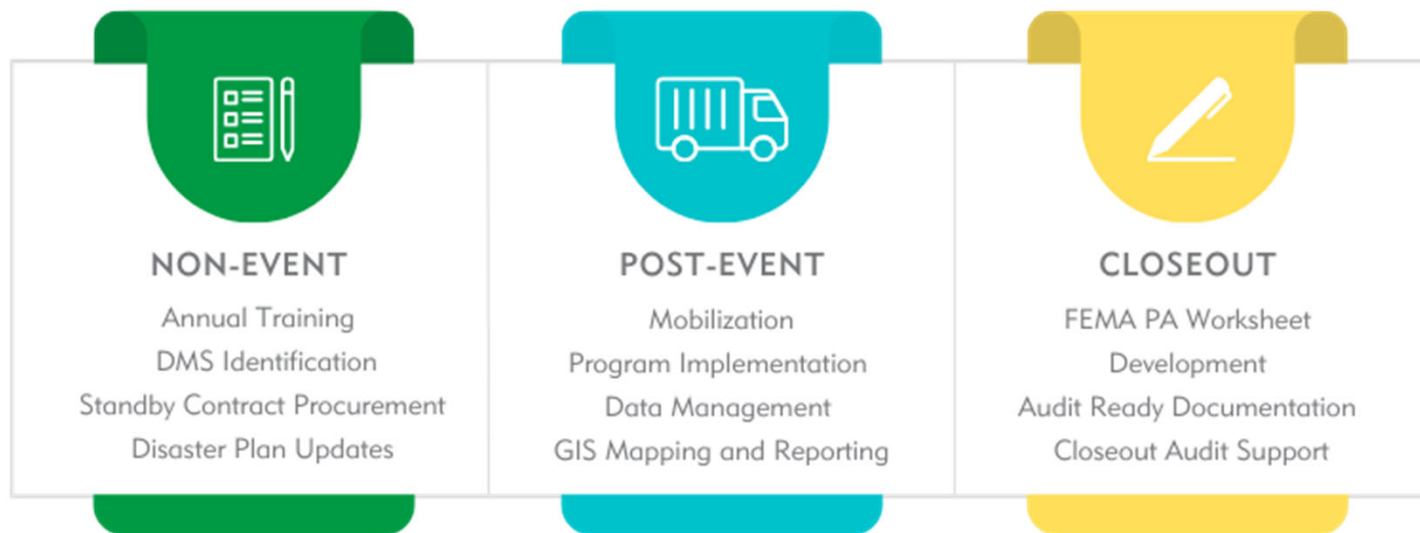 NON-EVENT
Annual Training
DMS Identification
Standby Contract Procurement
Disaster Plan Updates
POST-EVENT
Mobilization
Program Implementation
Data Management
GIS Mapping and Reporting
CLOSEOUT
FEMA PA Worksheet
Development
Audit Ready Documentation
Closeout Audit Support